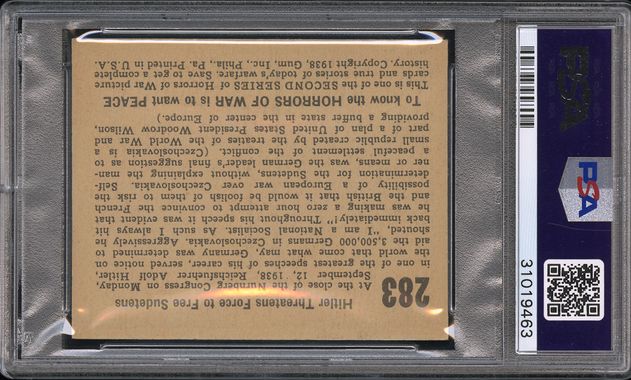 283
Hitler Threatens Force to Free Sudetens
At the close of the Nurnberg Congress on Monday,
September 12, 1938, Reichsfuehrer Adolf Hitler,
in one of the greatest speeches of his career, served notice on
the world that come what may, Germany was determined to
aid the 3,500,000 Germans in Czechoslovakia. Aggressively he
shouted, "I am a National Socialist. As such I always hit
back immediately!" Throughout his speech it was evident that
he was making a zero hour attempt to convince the French
and the British that it would be foolish of them to risk the
possibility of a European war over Czechoslovakia. Self-
determination for the Sudetens, without explaining the man-
ner or means, was the German leader's final suggestion as to
a peaceful settlement of the conflict. (Czechoslovakia is a
small republic created by the treaties of the World War and
part of a plan of United States President Woodrow Wilson,
providing a buffer state in the center of Europe.)
To know the HORRORS OF WAR is to want PEACE
This is one of the SECOND SERIES of Horrors of War picture
cards and true stories of today's warfare. Save to get a complete
history. Copyright 1938, Gum, Inc., Phila., Pa. Printed in U.S.A.
PSA
PSA
31019463